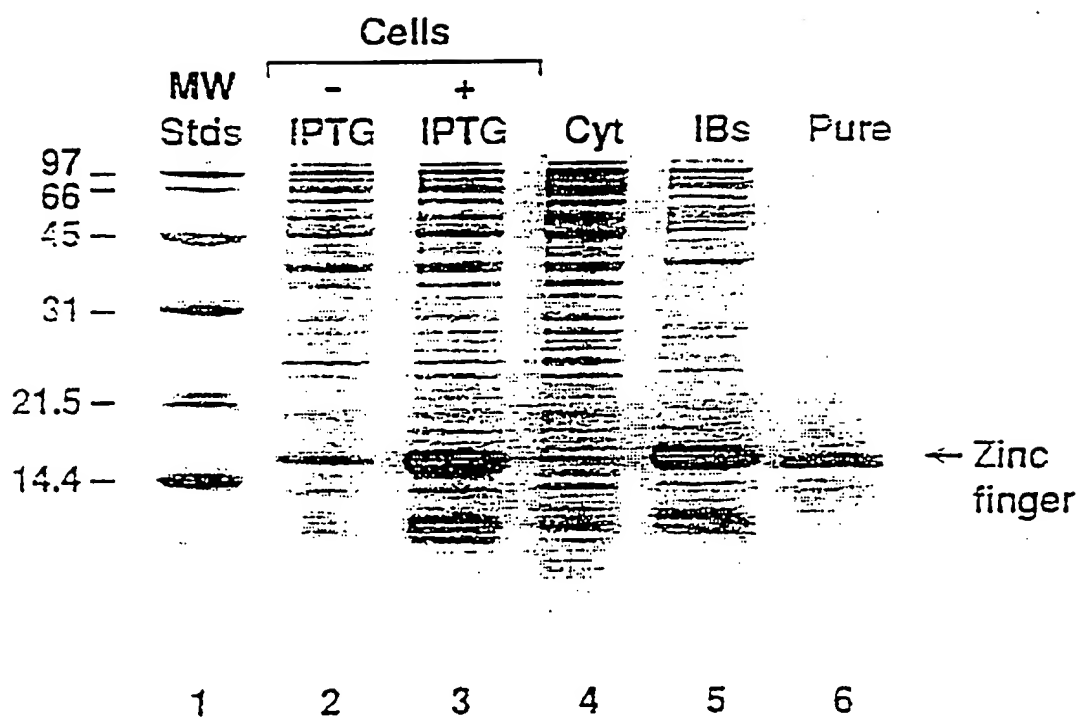 Cells
MW - +
Stds IPTG IPTG Cyt IBs Pure
97
66
45
31
21.5
14.4
← Zinc
finger
1 2 3 4 5 6